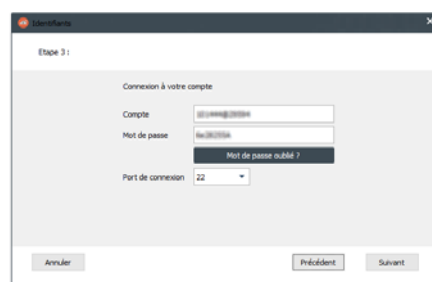 Identifiants
Etape 3 :
Connexion à votre compte
Compte
Mot de passe
Mot de passe oublié ?
Port de connexion 22
Annuler Précédent Suivant